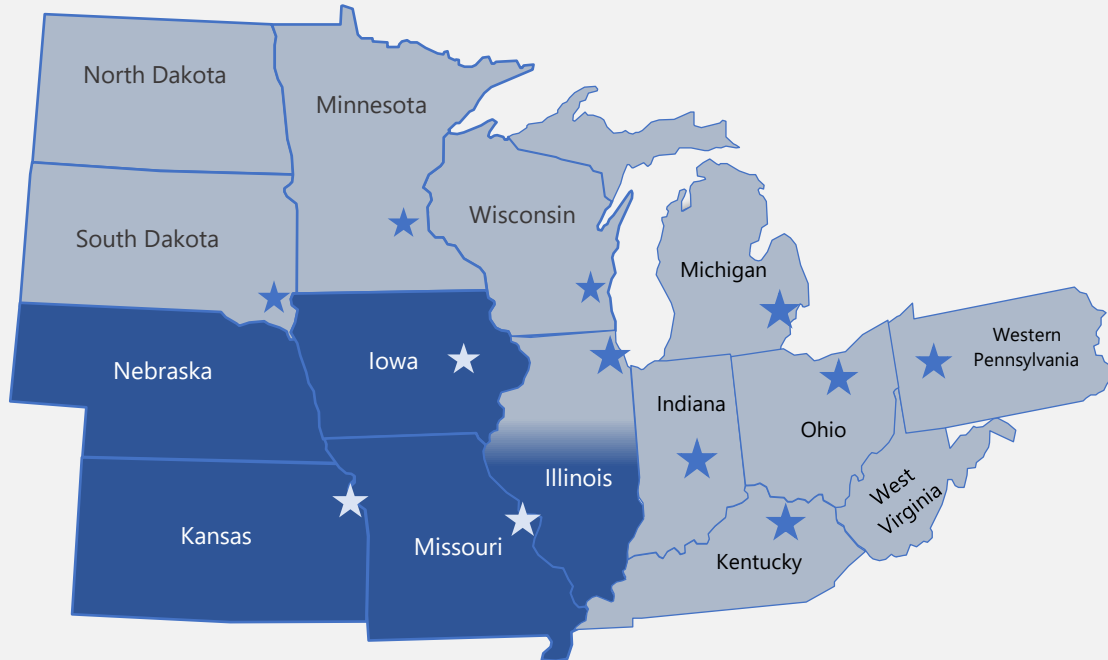 North Dakota
Minnesota
Wisconsin
South Dakota
Michigan
Western
Pennsylvania
Nebraska
Iowa
Indiana
Ohio
Illinois
West
Virginia
Kansas
Missouri
Kentucky